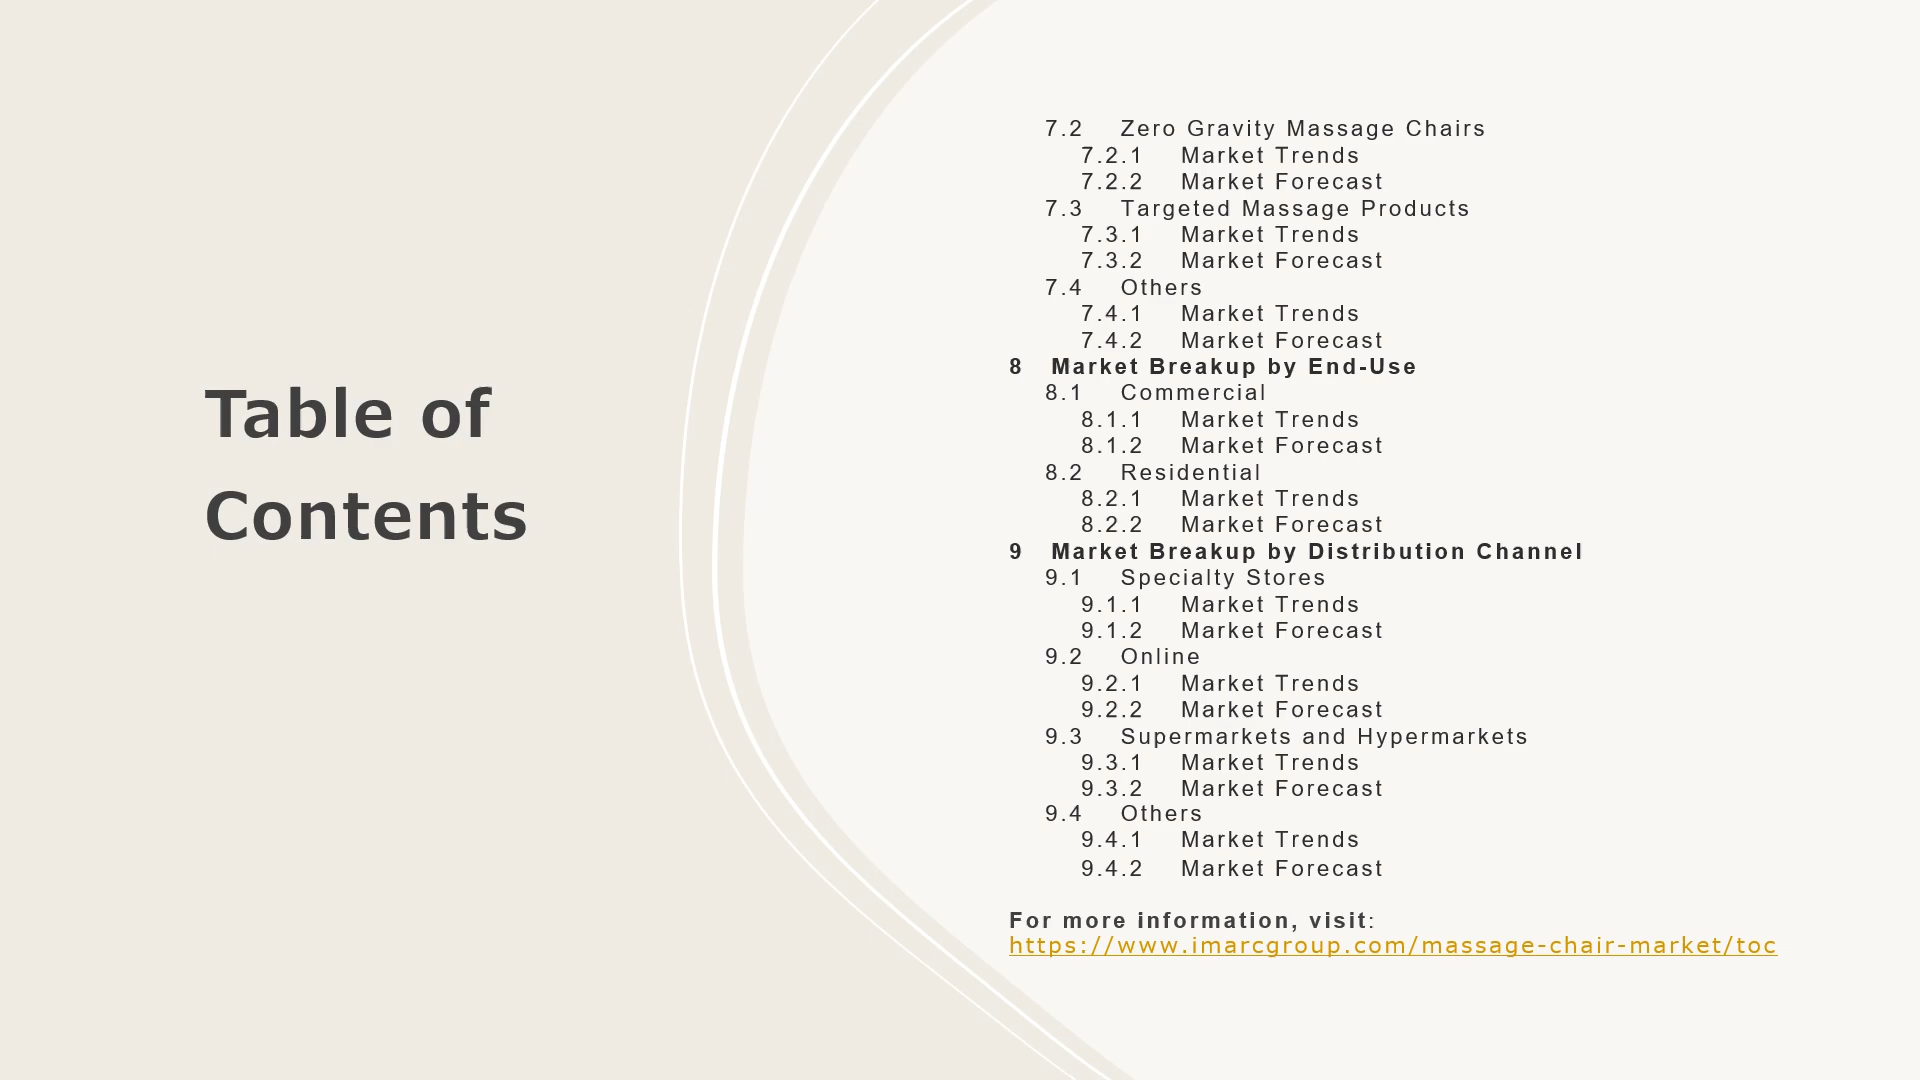 Table of
Contents
7.2 Zero Gravity Massage Chairs
7.2.1 Market Trends
7.2.2 Market Forecast
7.3 Targeted Massage Products
7.3.1 Market Trends
7.3.2 Market Forecast
7.4 Others
7.4.1 Market Trends
7.4.2 Market Forecast
8 Market Breakup by End-Use
8.1 Commercial
8.1.1 Market Trends
8.1.2 Market Forecast
8.2 Residential
8.2.1 Market Trends
8.2.2 Market Forecast
9 Market Breakup by Distribution Channel
9.1 Specialty Stores
9.1.1 Market Trends
9.1.2 Market Forecast
9.2 Online
9.2.1 Market Trends
9.2.2 Market Forecast
9.3 Supermarkets and Hypermarkets
9.3.1 Market Trends
9.3.2 Market Forecast
9.4 Others
9.4.1 Market Trends
9.4.2 Market Forecast
For more information, visit:
https://www.imarcgroup.com/massage-chair-market/toc